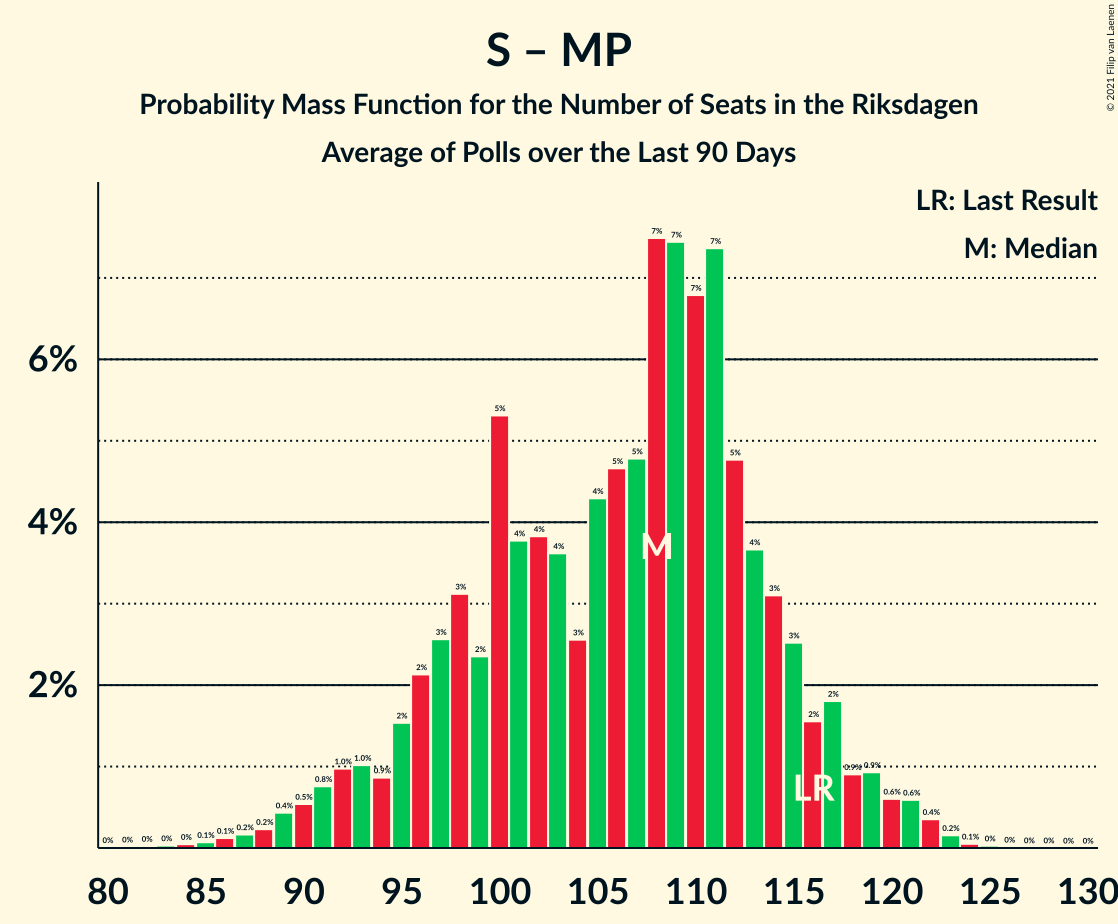 S – MP
Probability Mass Function for the Number of Seats in the Riksdagen
Average of Polls over the Last 90 Days
© 2021 Filip van Laenen
LR: Last Result
M: Median
6%
4%
2%
0% 0% 0% 0% 0% 0.1% 0.1% 0.2% 0.2% 0.4% 0.5% 0.8% 1.0% 1.0% 0.9% 2% 2% 3% 3% 2% 5% 4% 4% 4% 3% 4% 5% 5% 7% 7% 7% 7% 5% 4% 3% 3% 2% 2% 0.9% 0.9% 0.6% 0.6% 0.4% 0.2% 0.1% 0% 0% 0% 0% 0% 0%
M
LR
80 85 90 95 100 105 110 115 120 125 130